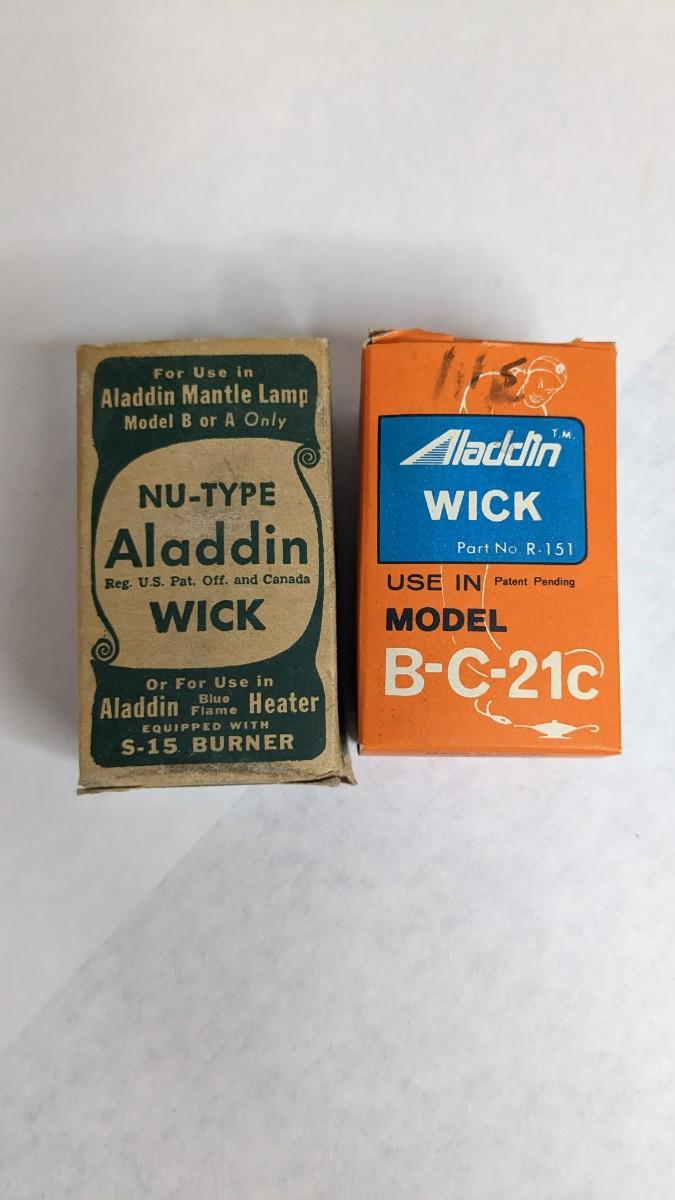 For Use in
Aladdin Mantle Lamp
Model B or A Only
NU-TYPE
Aladdin
Reg. U.S. Pat. Off. and Canada
WICK
Or For Use in
Aladdin Blue Flame Heater
EQUIPPED WITH
S-15 BURNER
Aladdin T.M.
WICK
Part No R-151
USE IN Patent Pending
MODEL
B-C-21c